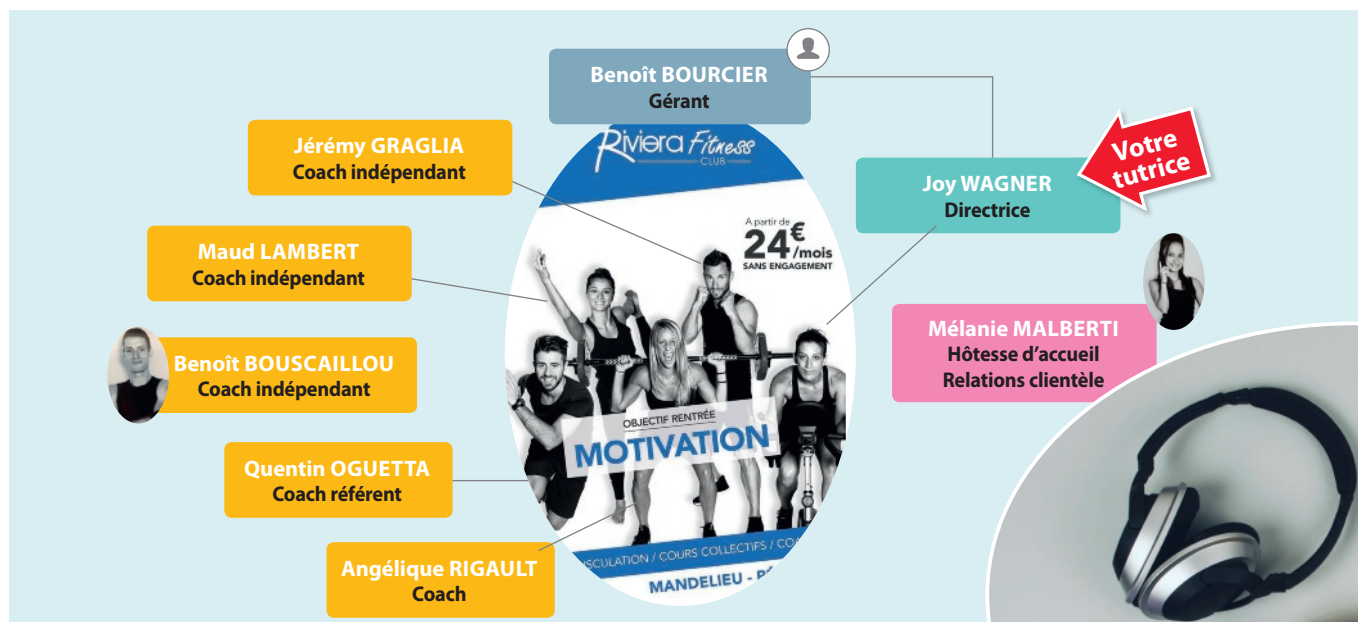 Benoît BOURCIER
Gérant
Jérémy GRAGLIA
Coach indépendant
Riviera Fitness
CLUB
Votre
tutrice
Joy WAGNER
Directrice
A partir de
24€
/mois
SANS ENGAGEMENT
Maud LAMBERT
Coach indépendant
Mélanie MALBERTI
Hôtesse d'accueil
Relations clientèle
Benoît BOUSCAILLOU
Coach indépendant
OBJECTIF RENTRÉE
MOTIVATION
Quentin OGUETTA
Coach référent
Angélique RIGAULT
Coach
/ COURS COLLECTIFS /
MANDELIEU -